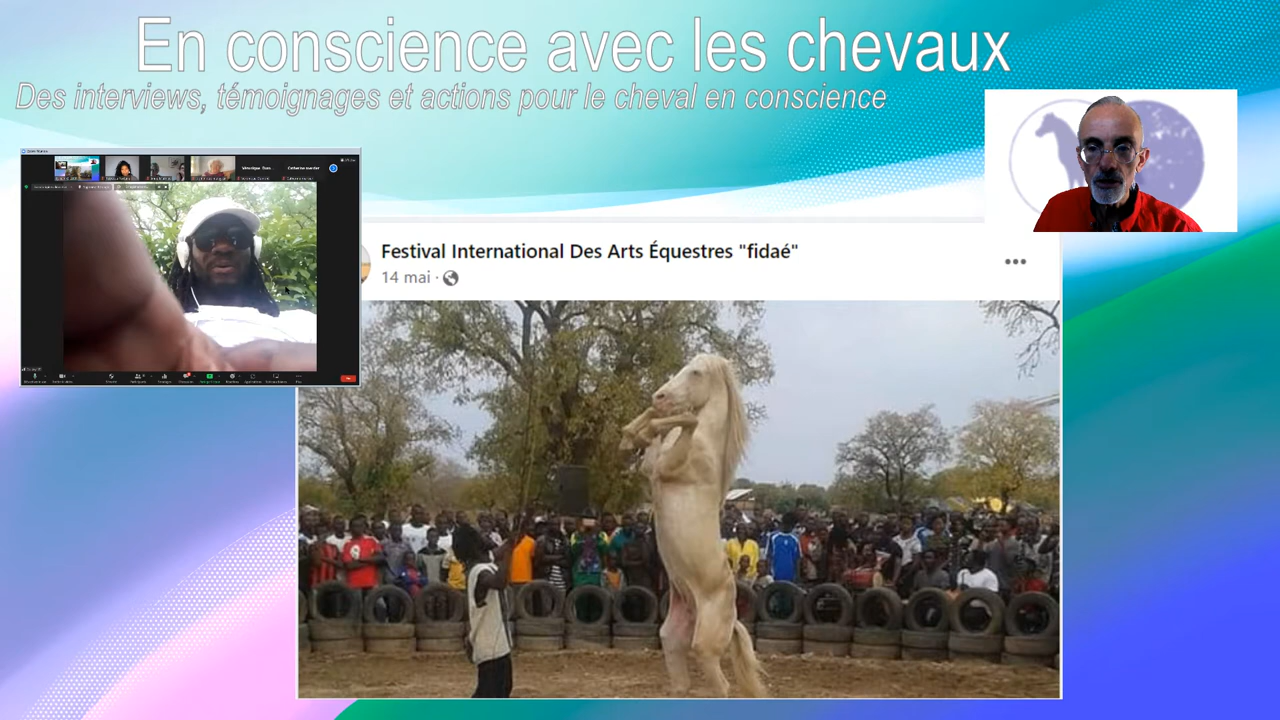 En conscience avec les chevaux
Des interviews, témoignages et actions pour le cheval en conscience
Festival International Des Arts Équestres "fidaé"
14 mai ·